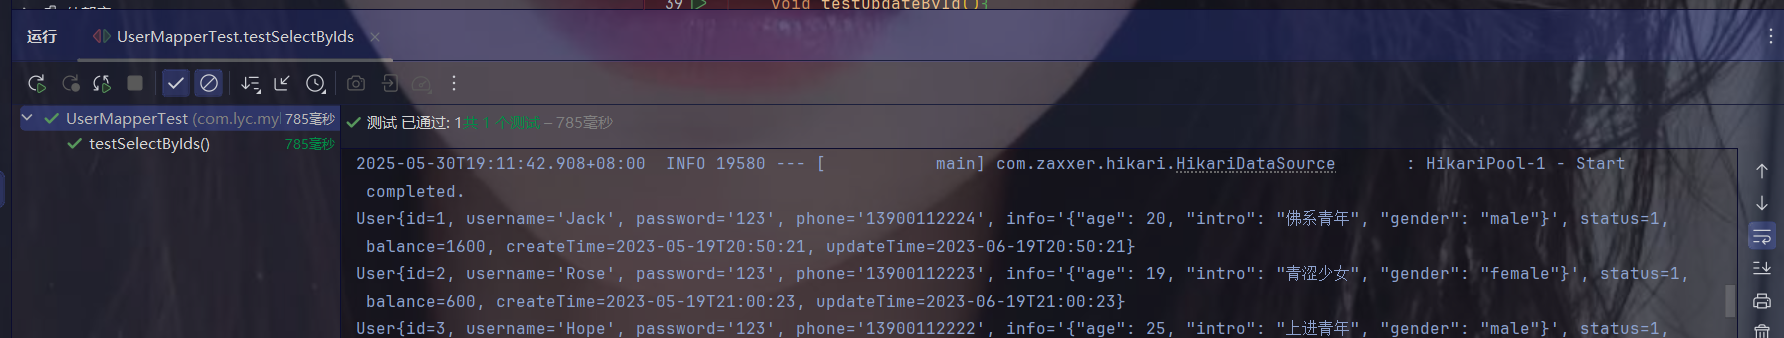 39 void testUpdateById(){
运行 UserMapperTest.testSelectByIds
UserMapperTest (com.lyc.my 785毫秒
测试 已通过: 1共 1 个测试 – 785毫秒
testSelectByIds() 785毫秒
2025-05-30T19:11:42.908+08:00  INFO 19580 --- [           main] com.zaxxer.hikari.HikariDataSource       : HikariPool-1 - Start
completed.
User{id=1, username='Jack', password='123', phone='13900112224', info='{"age": 20, "intro": "佛系青年", "gender": "male"}', status=1,
balance=1600, createTime=2023-05-19T20:50:21, updateTime=2023-06-19T20:50:21}
User{id=2, username='Rose', password='123', phone='13900112223', info='{"age": 19, "intro": "青涩少女", "gender": "female"}', status=1,
balance=600, createTime=2023-05-19T21:00:23, updateTime=2023-06-19T21:00:23}
User{id=3, username='Hope', password='123', phone='13900112222', info='{"age": 25, "intro": "上进青年", "gender": "male"}', status=1,